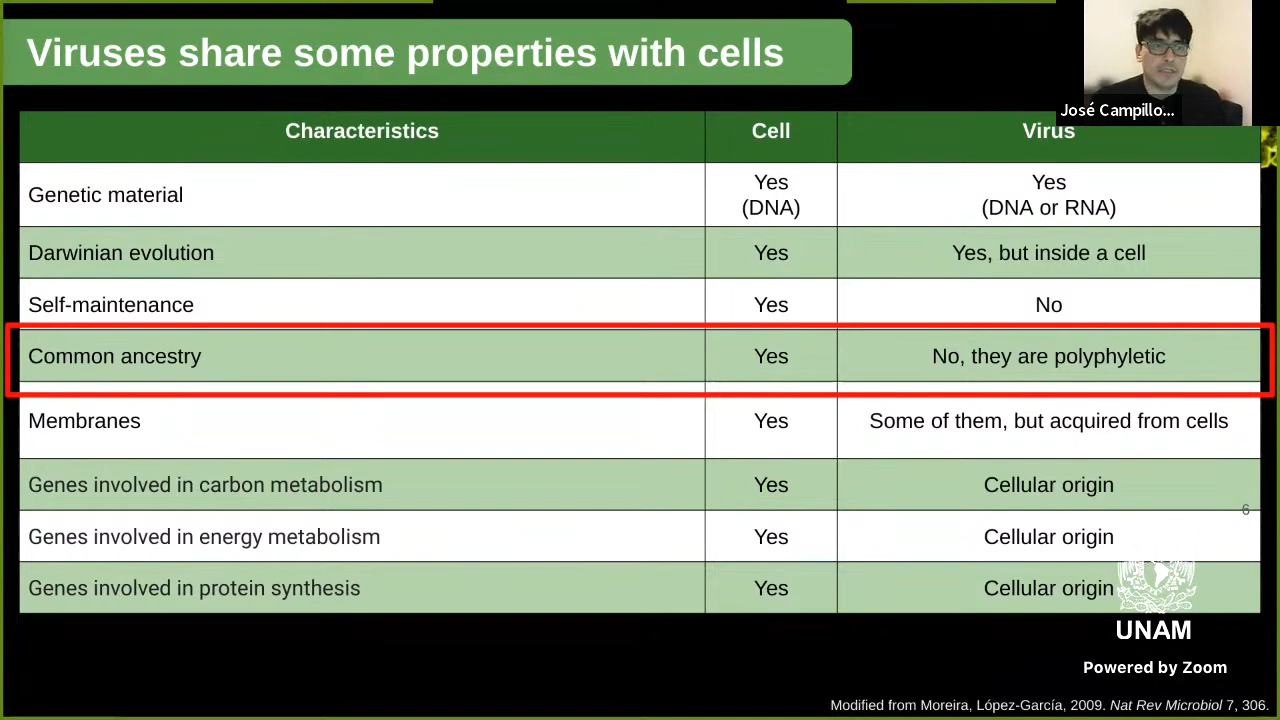 Viruses share some properties with cells
José Campillo...
Characteristics Cell Virus
Genetic material Yes (DNA) Yes (DNA or RNA)
Darwinian evolution Yes Yes, but inside a cell
Self-maintenance Yes No
Common ancestry Yes No, they are polyphyletic
Membranes Yes Some of them, but acquired from cells
Genes involved in carbon metabolism Yes Cellular origin
6
Genes involved in energy metabolism Yes Cellular origin
Genes involved in protein synthesis Yes Cellular origin
UNAM
Powered by Zoom
Modified from Moreira, López-García, 2009. Nat Rev Microbiol 7, 306.